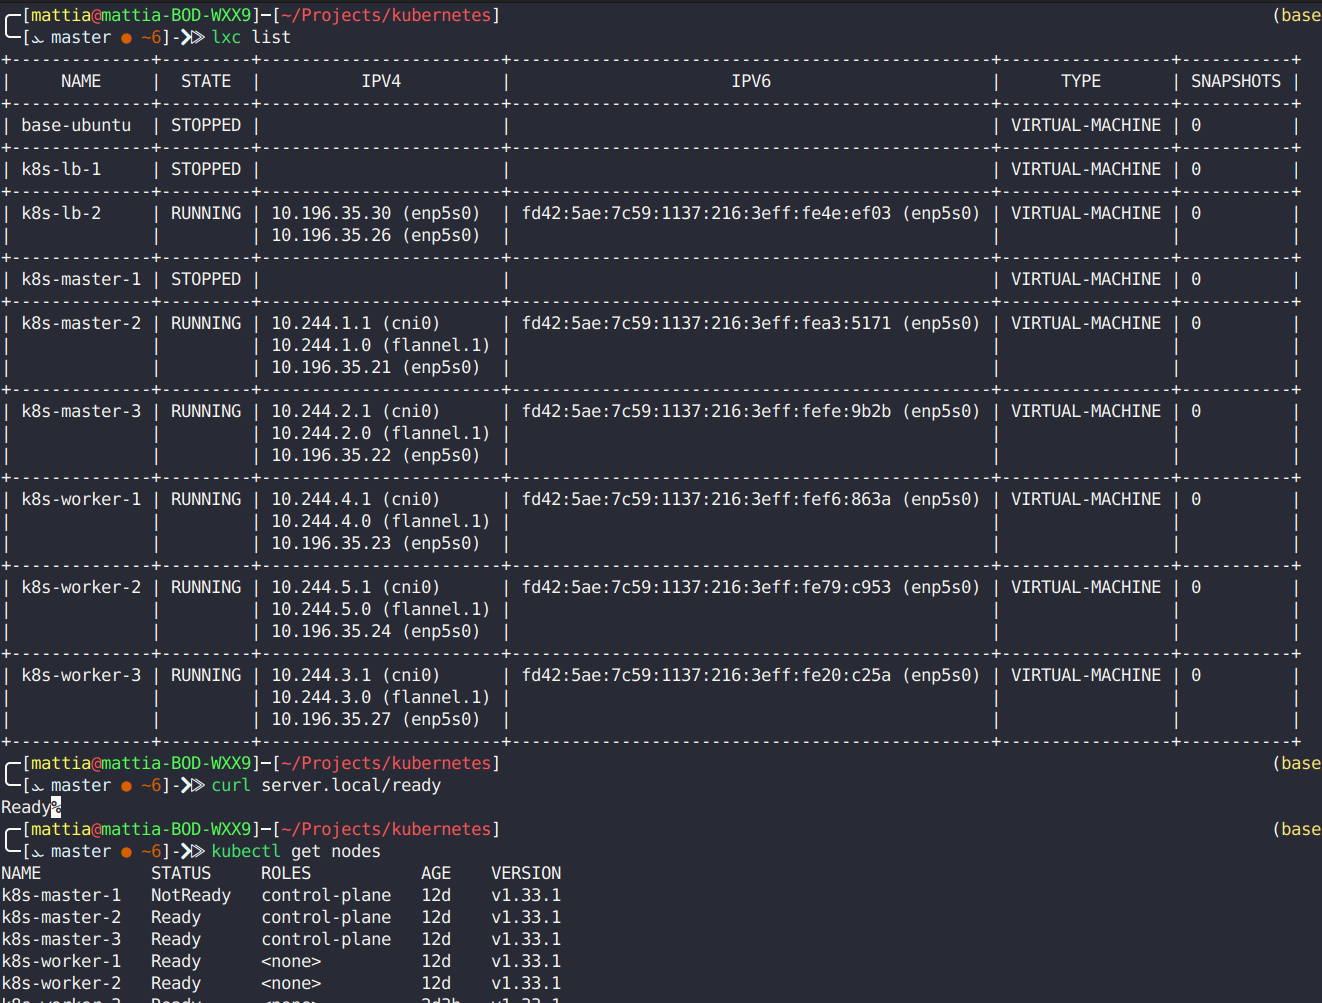 [mattia@mattia-BOD-WXX9]-[~/Projects/kubernetes] (base
[ master ● ~6]-> lxc list
+--------------+---------+------------------------+------------------------------------------------+-----------------+-----------+
| NAME | STATE | IPV4 | IPV6 | TYPE | SNAPSHOTS |
+--------------+---------+------------------------+------------------------------------------------+-----------------+-----------+
| base-ubuntu | STOPPED | | | VIRTUAL-MACHINE | 0 |
+--------------+---------+------------------------+------------------------------------------------+-----------------+-----------+
| k8s-lb-1 | STOPPED | | | VIRTUAL-MACHINE | 0 |
+--------------+---------+------------------------+------------------------------------------------+-----------------+-----------+
| k8s-lb-2 | RUNNING | 10.196.35.30 (enp5s0) | fd42:5ae:7c59:1137:216:3eff:fe4e:ef03 (enp5s0) | VIRTUAL-MACHINE | 0 |
| | | 10.196.35.26 (enp5s0) | | | |
+--------------+---------+------------------------+------------------------------------------------+-----------------+-----------+
| k8s-master-1 | STOPPED | | | VIRTUAL-MACHINE | 0 |
+--------------+---------+------------------------+------------------------------------------------+-----------------+-----------+
| k8s-master-2 | RUNNING | 10.244.1.1 (cni0) | fd42:5ae:7c59:1137:216:3eff:fea3:5171 (enp5s0) | VIRTUAL-MACHINE | 0 |
| | | 10.244.1.0 (flannel.1) | | | |
| | | 10.196.35.21 (enp5s0) | | | |
+--------------+---------+------------------------+------------------------------------------------+-----------------+-----------+
| k8s-master-3 | RUNNING | 10.244.2.1 (cni0) | fd42:5ae:7c59:1137:216:3eff:fefe:9b2b (enp5s0) | VIRTUAL-MACHINE | 0 |
| | | 10.244.2.0 (flannel.1) | | | |
| | | 10.196.35.22 (enp5s0) | | | |
+--------------+---------+------------------------+------------------------------------------------+-----------------+-----------+
| k8s-worker-1 | RUNNING | 10.244.4.1 (cni0) | fd42:5ae:7c59:1137:216:3eff:fef6:863a (enp5s0) | VIRTUAL-MACHINE | 0 |
| | | 10.244.4.0 (flannel.1) | | | |
| | | 10.196.35.23 (enp5s0) | | | |
+--------------+---------+------------------------+------------------------------------------------+-----------------+-----------+
| k8s-worker-2 | RUNNING | 10.244.5.1 (cni0) | fd42:5ae:7c59:1137:216:3eff:fe79:c953 (enp5s0) | VIRTUAL-MACHINE | 0 |
| | | 10.244.5.0 (flannel.1) | | | |
| | | 10.196.35.24 (enp5s0) | | | |
+--------------+---------+------------------------+------------------------------------------------+-----------------+-----------+
| k8s-worker-3 | RUNNING | 10.244.3.1 (cni0) | fd42:5ae:7c59:1137:216:3eff:fe20:c25a (enp5s0) | VIRTUAL-MACHINE | 0 |
| | | 10.244.3.0 (flannel.1) | | | |
| | | 10.196.35.27 (enp5s0) | | | |
+--------------+---------+------------------------+------------------------------------------------+-----------------+-----------+
[mattia@mattia-BOD-WXX9]-[~/Projects/kubernetes] (base
[ master ● ~6]-> curl server.local/ready
Ready%
[mattia@mattia-BOD-WXX9]-[~/Projects/kubernetes] (base
[ master ● ~6]-> kubectl get nodes
NAME STATUS ROLES AGE VERSION
k8s-master-1 NotReady control-plane 12d v1.33.1
k8s-master-2 Ready control-plane 12d v1.33.1
k8s-master-3 Ready control-plane 12d v1.33.1
k8s-worker-1 Ready <none> 12d v1.33.1
k8s-worker-2 Ready <none> 12d v1.33.1